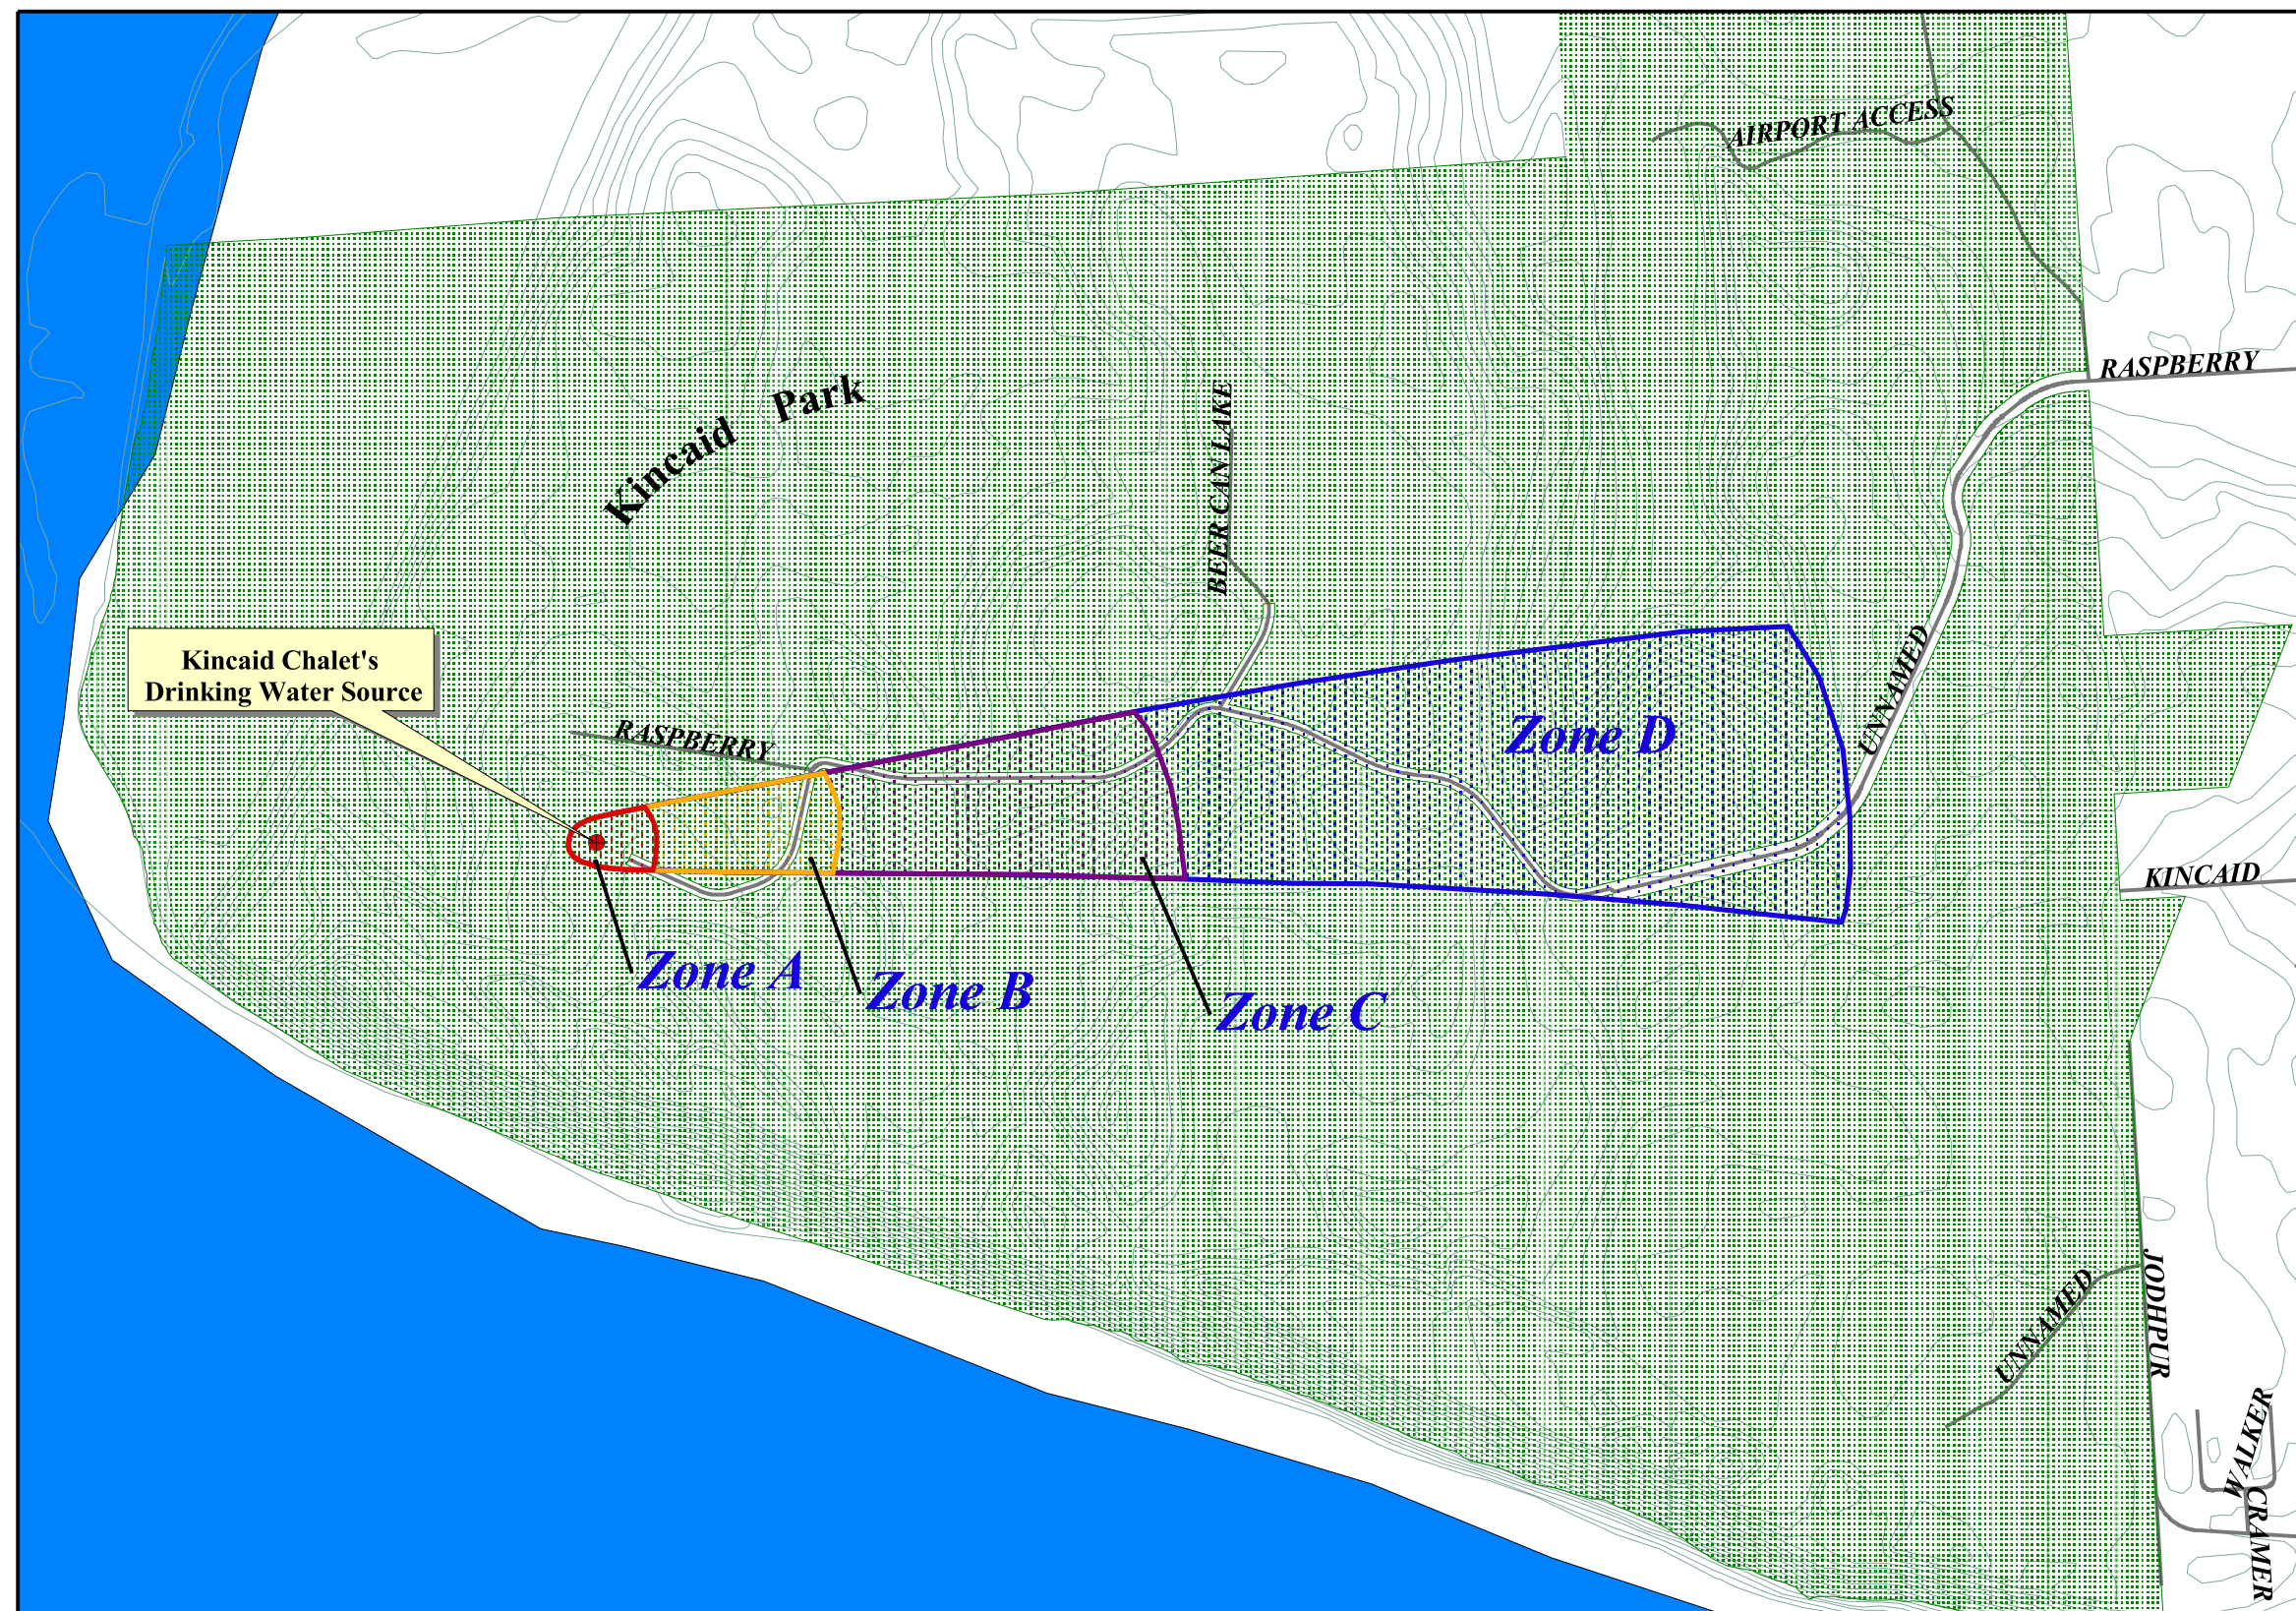 AIRPORT ACCESS
RASPBERRY
Kincaid Park
BEER CAN LAKE
Kincaid Chalet's
Drinking Water Source
RASPBERRY
UNNAMED
Zone D
KINCAID
Zone A
Zone B
Zone C
UNNAMED
JODHPUR
WALKER
CRAMER